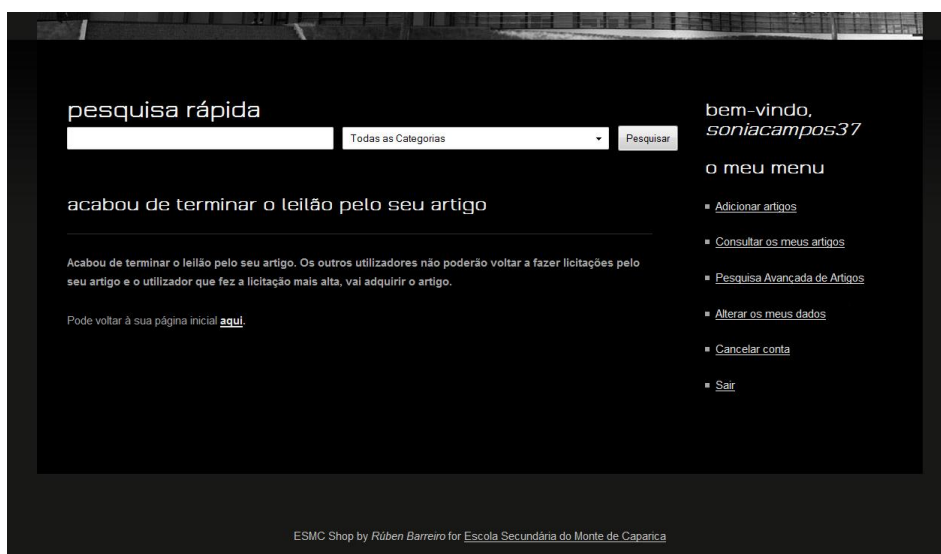 pesquisa rápida
Todas as Categorias
Pesquisar
acabou de terminar o leilão pelo seu artigo
Acabou de terminar o leilão pelo seu artigo. Os outros utilizadores não poderão voltar a fazer licitações pelo
seu artigo e o utilizador que fez a licitação mais alta, vai adquirir o artigo.
Pode voltar à sua página inicial aqui.
bem-vindo,
soniacampos37
o meu menu
Adicionar artigos
Consultar os meus artigos
Pesquisa Avançada de Artigos
Alterar os meus dados
Cancelar conta
Sair
ESMC Shop by Rúben Barreiro for Escola Secundária do Monte de Caparica